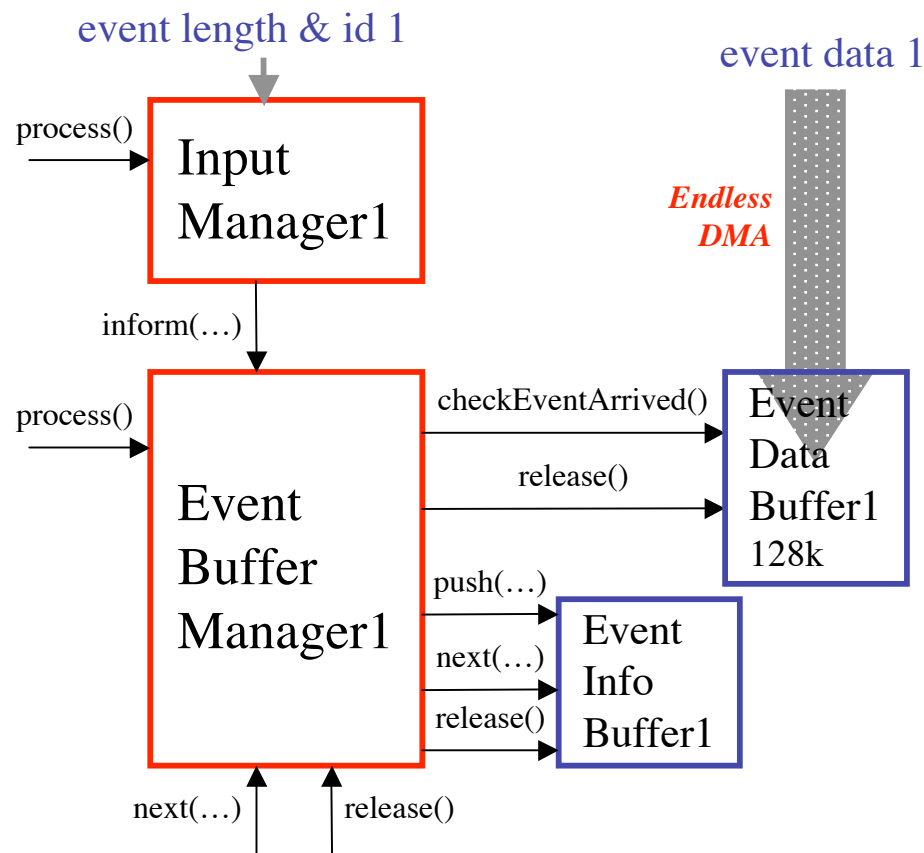 event length & id 1
event data 1
process()
Input
Manager1
Endless
DMA
inform(…)
process()
Event
Buffer
Manager1
checkEventArrived()
release()
Event
Data
Buffer1
128k
push(…)
next(…)
release()
Event
Info
Buffer1
next(…)
release()